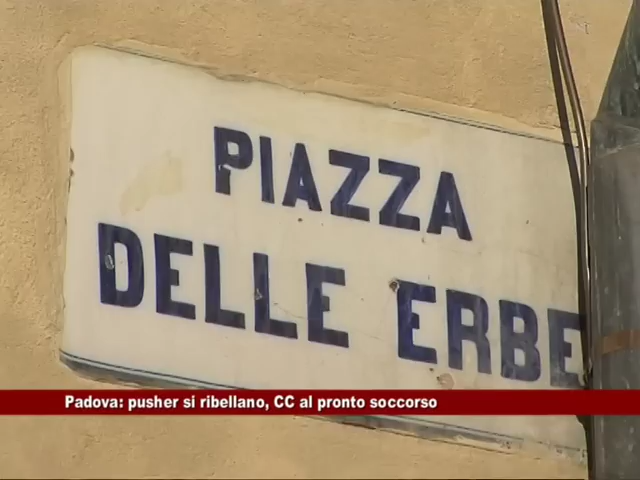 PIAZZA
DELLE ERBE
Padova: pusher si ribellano, CC al pronto soccorso